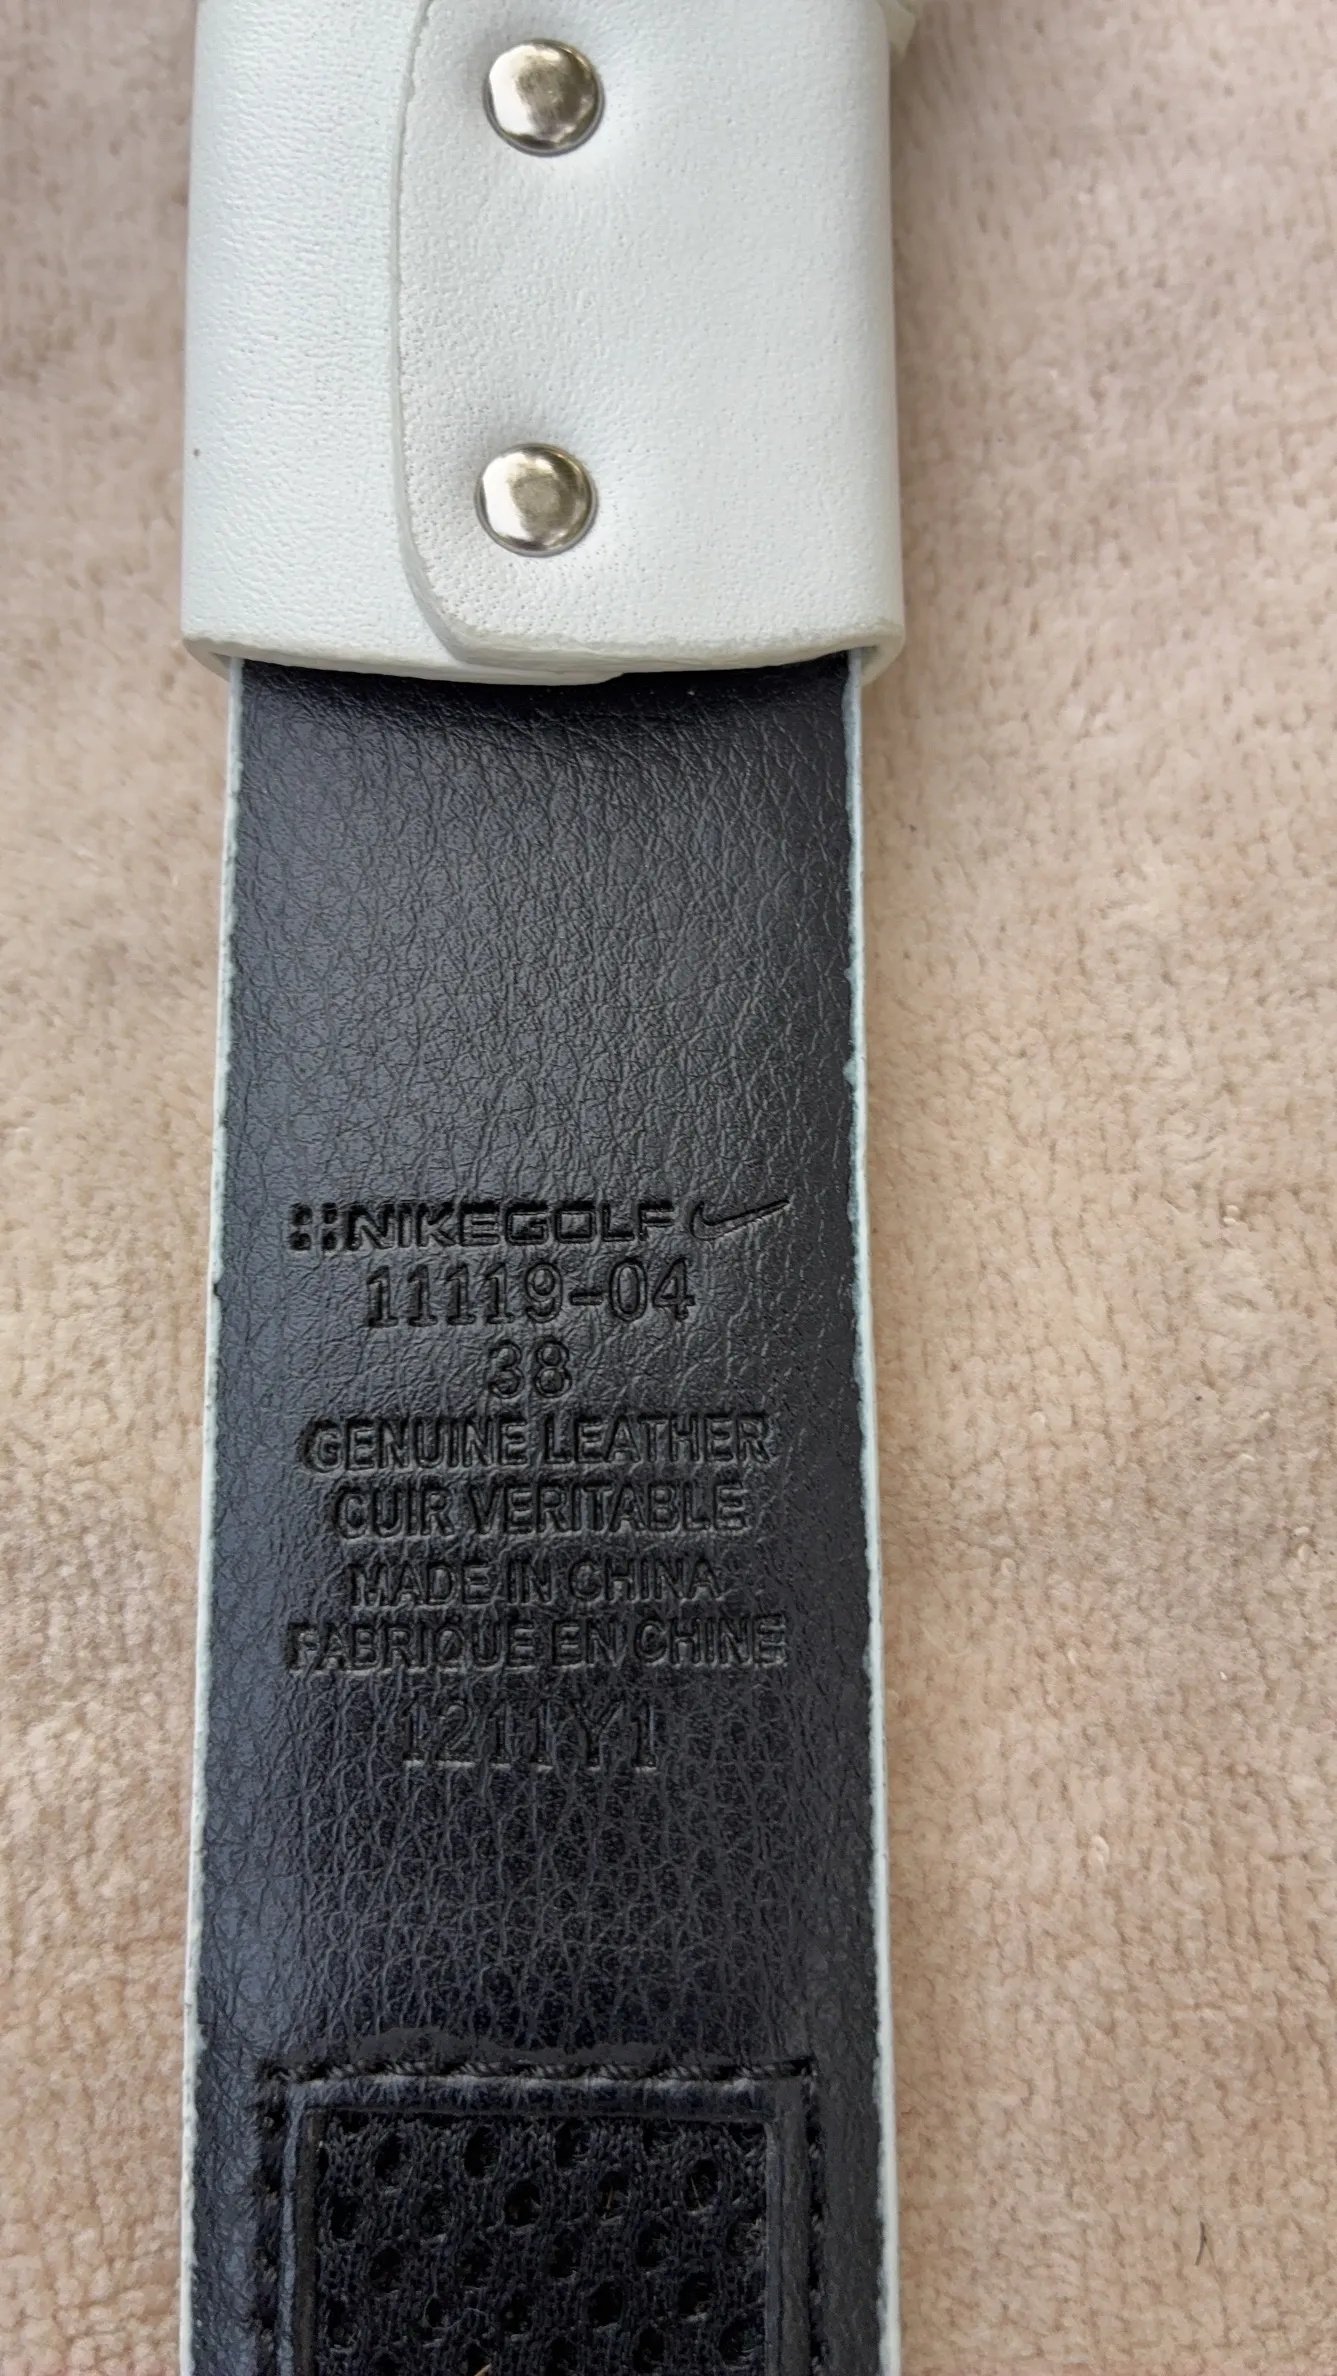 NIKEGOLF
11119-04
38
GENUINE LEATHER
CUIR VERITABLE
MADE IN CHINA
FABRIQUE EN CHINE
1211Y1